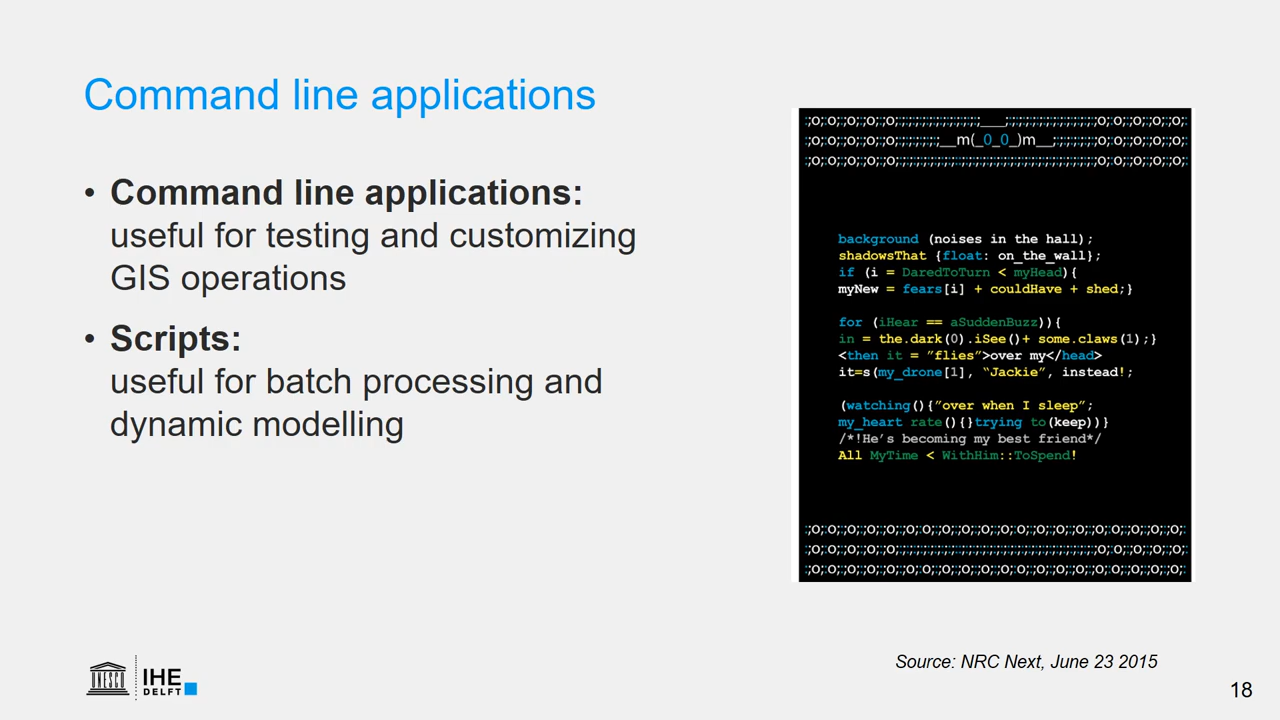 Command line applications
• Command line applications:
useful for testing and customizing
GIS operations
• Scripts:
useful for batch processing and
dynamic modelling
__m(_0_0_)m__
background (noises in the hall);
shadowsThat {float: on_the_wall};
if (i = DaredToTurn < myHead){
myNew = fears[i] + couldHave + shed;}
for (iHear == aSuddenBuzz)){
in = the.dark(0).iSee()+ some.claws(1);}
<then it = ”flies”>over my</head>
it=s(my_drone[1], “Jackie”, instead!;
(watching(){”over when I sleep”;
my_heart rate(){}trying to(keep))}
/*!He’s becoming my best friend*/
All MyTime < WithHim::ToSpend!
UNESCO
IHE
DELFT
Source: NRC Next, June 23 2015
18